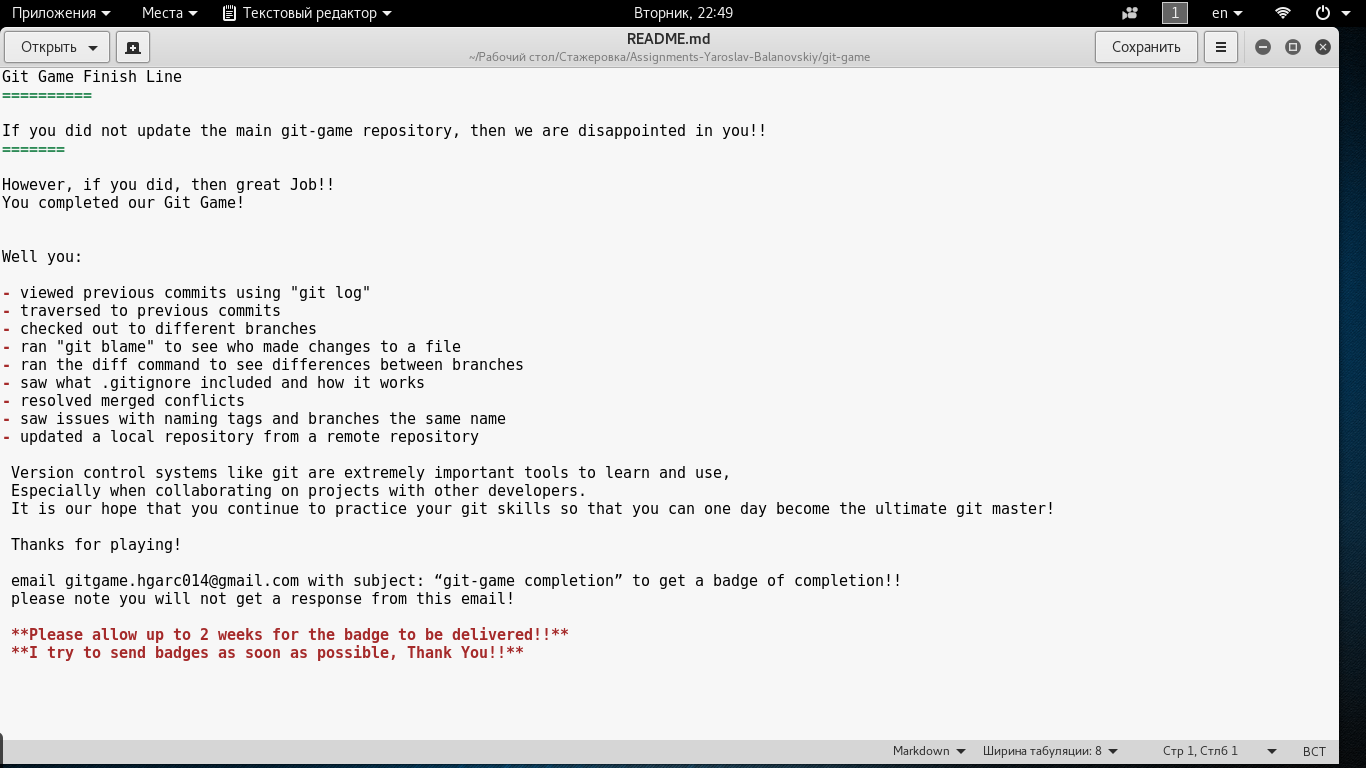 Приложения Места Текстовый редактор Вторник, 22:49 1 en
Открыть README.md Сохранить
~/Рабочий стол/Стажеровка/Assignments-Yaroslav-Balanovskiy/git-game
Git Game Finish Line
==========
If you did not update the main git-game repository, then we are disappointed in you!!
=======
However, if you did, then great Job!!
You completed our Git Game!
Well you:
- viewed previous commits using "git log"
- traversed to previous commits
- checked out to different branches
- ran "git blame" to see who made changes to a file
- ran the diff command to see differences between branches
- saw what .gitignore included and how it works
- resolved merged conflicts
- saw issues with naming tags and branches the same name
- updated a local repository from a remote repository
Version control systems like git are extremely important tools to learn and use,
Especially when collaborating on projects with other developers.
It is our hope that you continue to practice your git skills so that you can one day become the ultimate git master!
Thanks for playing!
email gitgame.hgarc014@gmail.com with subject: “git-game completion” to get a badge of completion!!
please note you will not get a response from this email!
**Please allow up to 2 weeks for the badge to be delivered!!**
**I try to send badges as soon as possible, Thank You!!**
Markdown Ширина табуляции: 8 Стр 1, Стлб 1 ВСТ